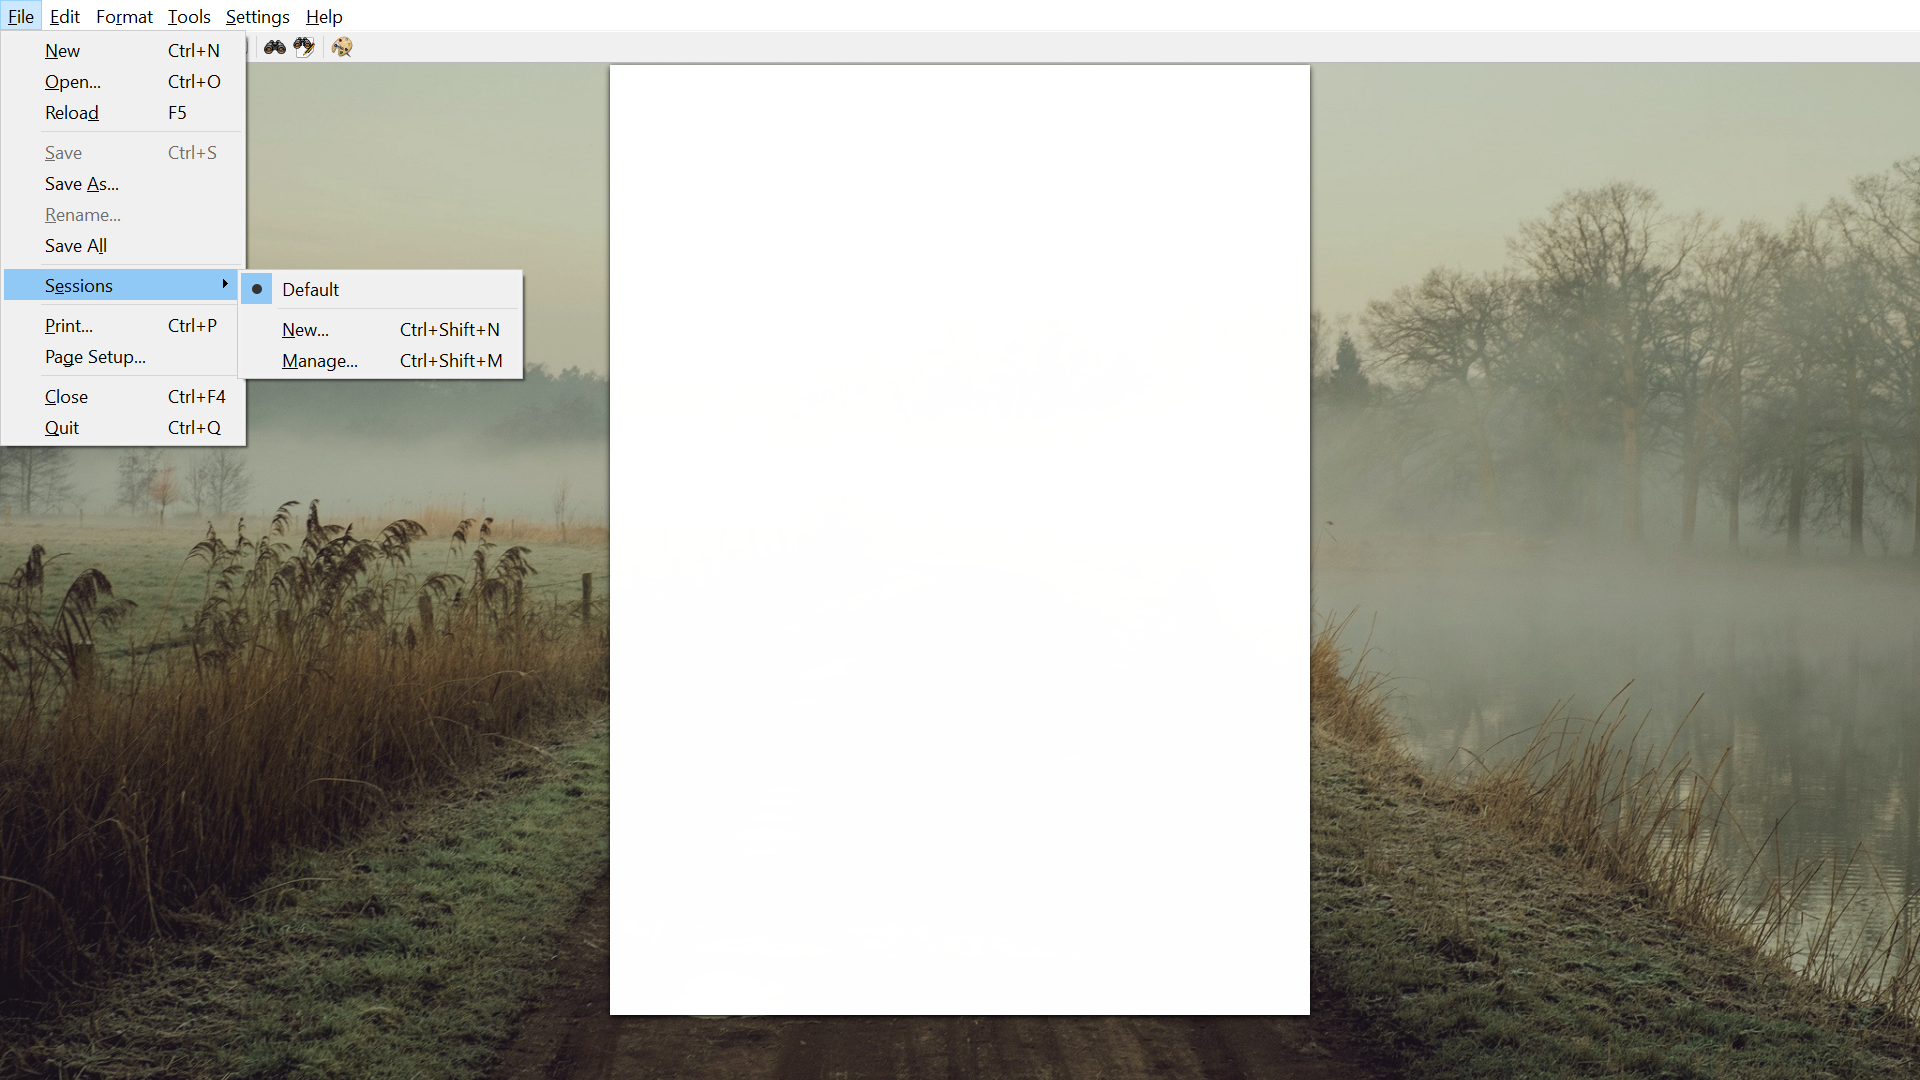 File Edit Format Tools Settings Help
New Ctrl+N
Open... Ctrl+O
Reload F5
Save Ctrl+S
Save As...
Rename...
Save All
Sessions
Default
New... Ctrl+Shift+N
Manage... Ctrl+Shift+M
Print... Ctrl+P
Page Setup...
Close Ctrl+F4
Quit Ctrl+Q